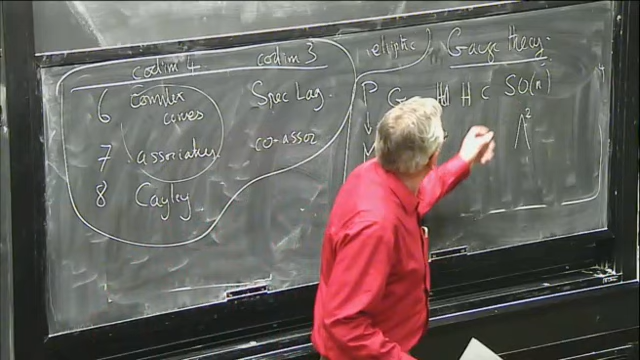 codim 4 codim 3
6 Complex curves Spec Lag
7 associative co-assoc
8 Cayley
elliptic Gauge theory
P G H ⊂ SO(n)
↓ Λ²
M